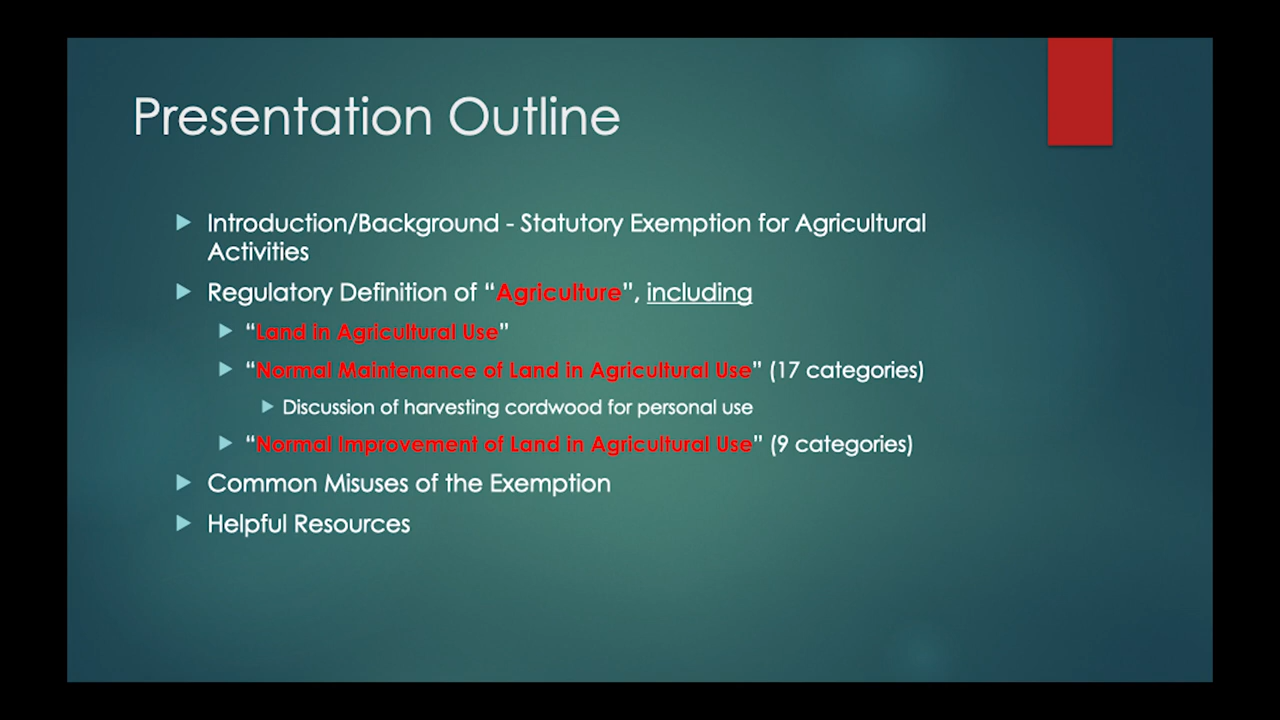 Presentation Outline
Introduction/Background - Statutory Exemption for Agricultural
Activities
Regulatory Definition of “Agriculture”, including
“Land in Agricultural Use”
“Normal Maintenance of Land in Agricultural Use” (17 categories)
Discussion of harvesting cordwood for personal use
“Normal Improvement of Land in Agricultural Use” (9 categories)
Common Misuses of the Exemption
Helpful Resources